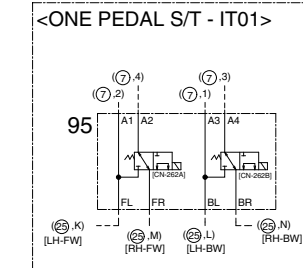 <ONE PEDAL S/T - IT01>
(7,4) (7,3)
(7,2) (7,1)
95
A1 A2 A3 A4
[CN-262A] [CN-262B]
FL FR BL BR
(25,K) (25,M) (25,L) (25,N)
[LH-FW] [RH-FW] [LH-BW] [RH-BW]